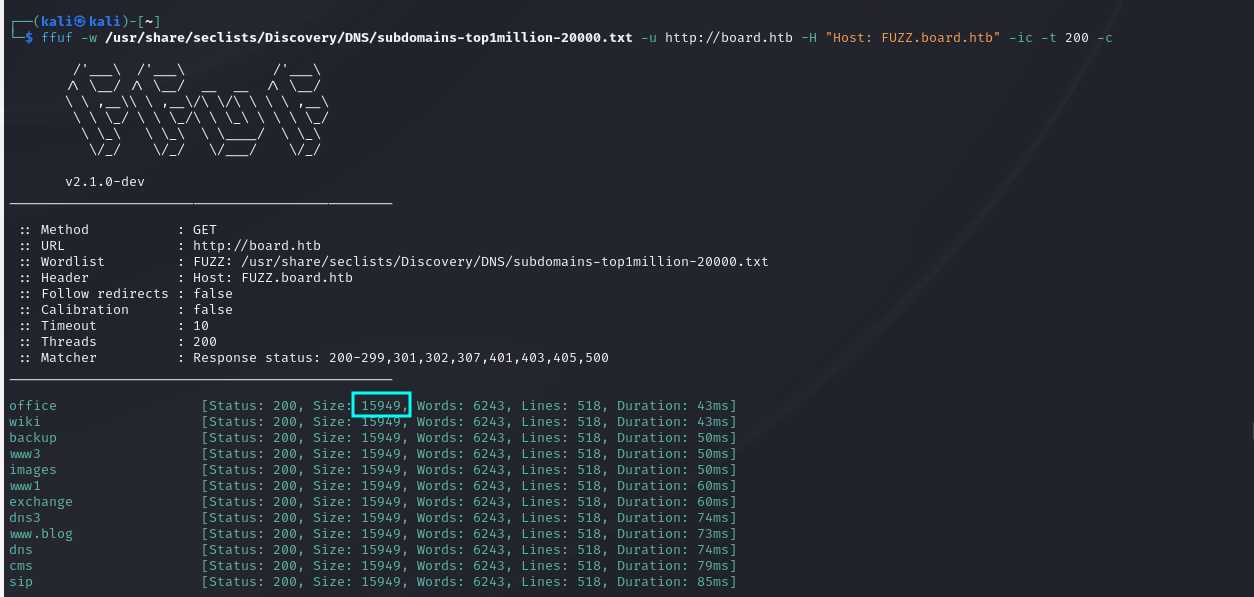 ┌──(kali㉿kali)-[~]
└─$ ffuf -w /usr/share/seclists/Discovery/DNS/subdomains-top1million-20000.txt -u http://board.htb -H "Host: FUZZ.board.htb" -ic -t 200 -c
        /'___\  /'___\           /'___\
       /\ \__/ /\ \__/  __  __  /\ \__/
       \ \ ,__\\ \ ,__\/\ \/\ \ \ \ ,__\
        \ \ \_/ \ \ \_/\ \ \_\ \ \ \ \_/
         \ \_\   \ \_\  \ \____/  \ \_\
          \/_/    \/_/   \/___/    \/_/
       v2.1.0-dev
________________________________________________
 :: Method           : GET
 :: URL              : http://board.htb
 :: Wordlist         : FUZZ: /usr/share/seclists/Discovery/DNS/subdomains-top1million-20000.txt
 :: Header           : Host: FUZZ.board.htb
 :: Follow redirects : false
 :: Calibration      : false
 :: Timeout          : 10
 :: Threads          : 200
 :: Matcher          : Response status: 200-299,301,302,307,401,403,405,500
________________________________________________
office                  [Status: 200, Size: 15949, Words: 6243, Lines: 518, Duration: 43ms]
wiki                    [Status: 200, Size: 15949, Words: 6243, Lines: 518, Duration: 43ms]
backup                  [Status: 200, Size: 15949, Words: 6243, Lines: 518, Duration: 50ms]
www3                    [Status: 200, Size: 15949, Words: 6243, Lines: 518, Duration: 50ms]
images                  [Status: 200, Size: 15949, Words: 6243, Lines: 518, Duration: 50ms]
www1                    [Status: 200, Size: 15949, Words: 6243, Lines: 518, Duration: 60ms]
exchange                [Status: 200, Size: 15949, Words: 6243, Lines: 518, Duration: 60ms]
dns3                    [Status: 200, Size: 15949, Words: 6243, Lines: 518, Duration: 74ms]
www.blog                [Status: 200, Size: 15949, Words: 6243, Lines: 518, Duration: 73ms]
dns                     [Status: 200, Size: 15949, Words: 6243, Lines: 518, Duration: 74ms]
cms                     [Status: 200, Size: 15949, Words: 6243, Lines: 518, Duration: 79ms]
sip                     [Status: 200, Size: 15949, Words: 6243, Lines: 518, Duration: 85ms]